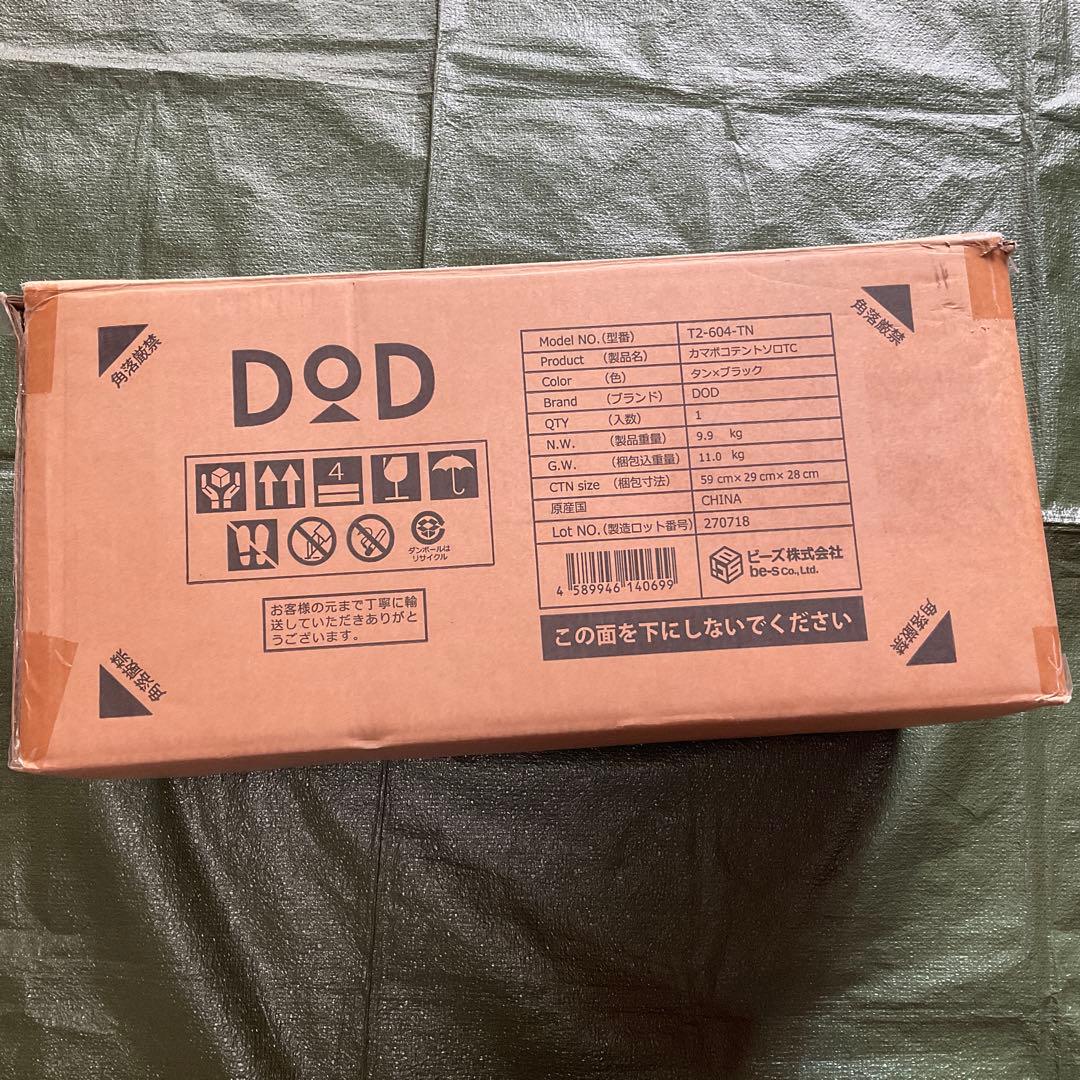 角落厳禁
角落厳禁
DOD
4
ダンボールは
リサイクル
お客様の元まで丁寧に輸
送していただきありがと
うございます。
Model NO.(型番) T2-604-TN
Product (製品名) カマボコテントソロTC
Color (色) タン×ブラック
Brand (ブランド) DOD
QTY (入数) 1
N.W. (製品重量) 9.9 kg
G.W. (梱包込重量) 11.0 kg
CTN size (梱包寸法) 59 cm×29 cm×28 cm
原産国 CHINA
Lot NO.(製造ロット番号) 270718
4 589946 140699
ビーズ株式会社
be-s Co.,Ltd.
この面を下にしないでください
角落厳禁
角落厳禁